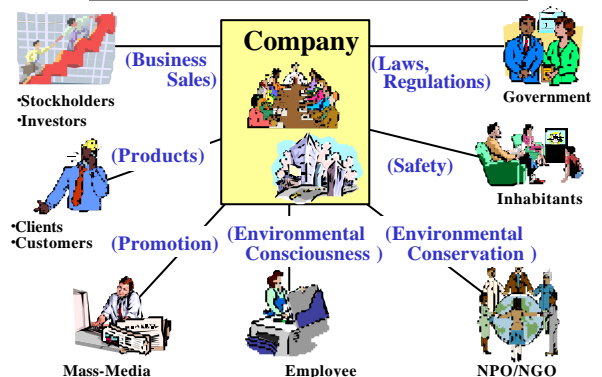 Company
(Business
Sales)
(Laws,
Regulations)
•Stockholders
•Investors
Government
(Products)
(Safety)
•Clients
•Customers
Inhabitants
(Promotion)
(Environmental
Consciousness )
(Environmental
Conservation )
Mass-Media
Employee
NPO/NGO